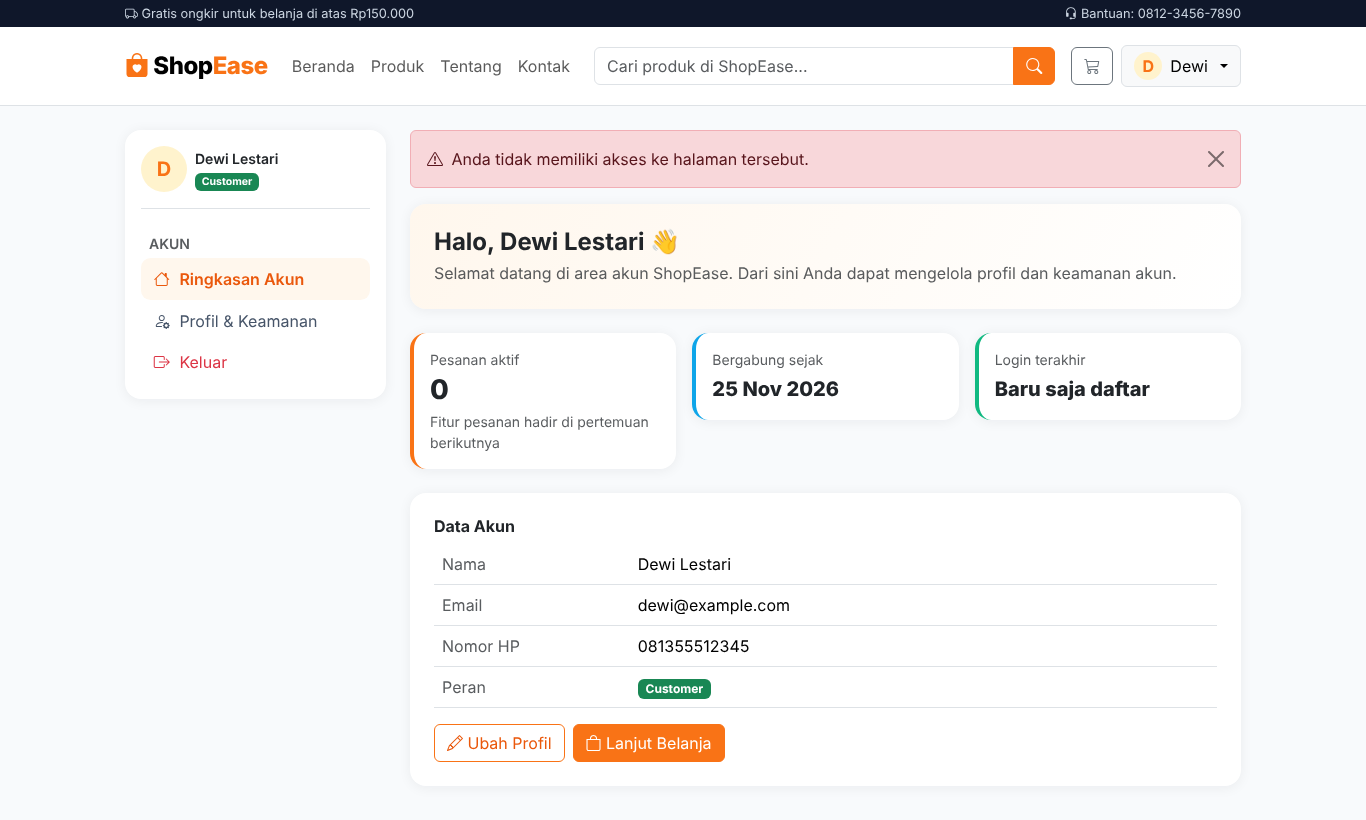 Gratis ongkir untuk belanja di atas Rp150.000
Bantuan: 0812-3456-7890
ShopEase
Beranda
Produk
Tentang
Kontak
Cari produk di ShopEase...
D
Dewi
D
Dewi Lestari
Customer
AKUN
Ringkasan Akun
Profil & Keamanan
Keluar
Anda tidak memiliki akses ke halaman tersebut.
Halo, Dewi Lestari 👋
Selamat datang di area akun ShopEase. Dari sini Anda dapat mengelola profil dan keamanan akun.
Pesanan aktif
0
Fitur pesanan hadir di pertemuan
berikutnya
Bergabung sejak
25 Nov 2026
Login terakhir
Baru saja daftar
Data Akun
Nama Dewi Lestari
Email dewi@example.com
Nomor HP 081355512345
Peran Customer
Ubah Profil
Lanjut Belanja